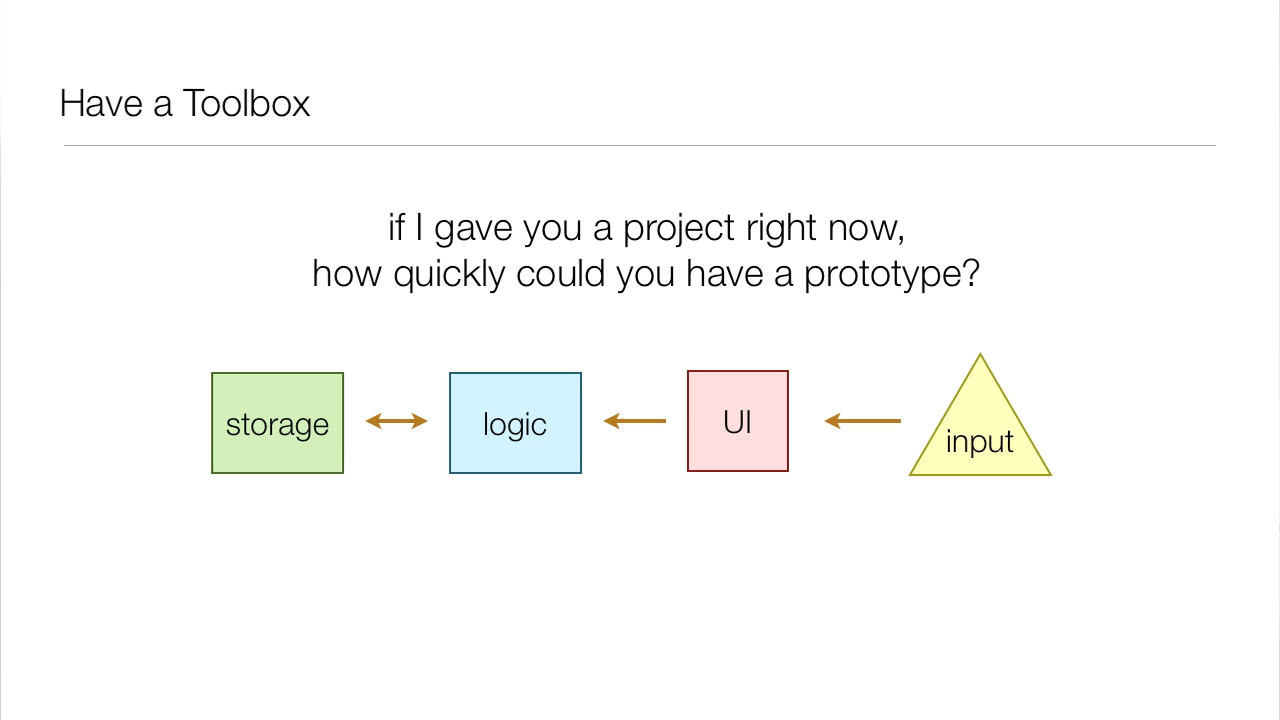 Have a Toolbox
if I gave you a project right now,
how quickly could you have a prototype?
storage
logic
UI
input